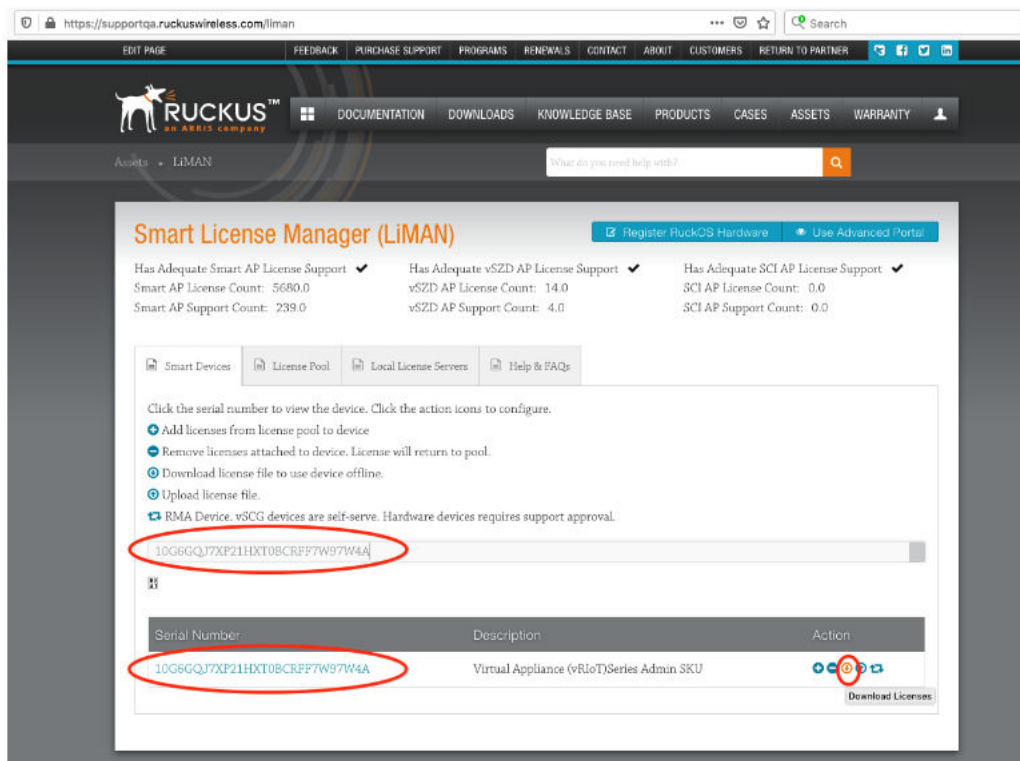 https://supportqa.ruckuswireless.com/liman
Search
EDIT PAGE FEEDBACK PURCHASE SUPPORT PROGRAMS RENEWALS CONTACT ABOUT CUSTOMERS RETURN TO PARTNER
RUCKUS™
an ARRIS company
DOCUMENTATION DOWNLOADS KNOWLEDGE BASE PRODUCTS CASES ASSETS WARRANTY
Assets LiMAN
What do you need help with?
Smart License Manager (LiMAN)
Register RuckOS Hardware Use Advanced Portal
Has Adequate Smart AP License Support Has Adequate vSZD AP License Support Has Adequate SCI AP License Support
Smart AP License Count: 5680.0 vSZD AP License Count: 14.0 SCI AP License Count: 0.0
Smart AP Support Count: 239.0 vSZD AP Support Count: 4.0 SCI AP Support Count: 0.0
Smart Devices License Pool Local License Servers Help & FAQs
Click the serial number to view the device. Click the action icons to configure.
Add licenses from license pool to device
Remove licenses attached to device. License will return to pool.
Download license file to use device offline.
Upload license file.
RMA Device. vSCG devices are self-serve. Hardware devices requires support approval.
10G6GQJ7XP21HXT0BCRFF7W97W4A
Serial Number Description Action
10G6GQJ7XP21HXT0BCRFF7W97W4A Virtual Appliance (vRIoT)Series Admin SKU
Download Licenses